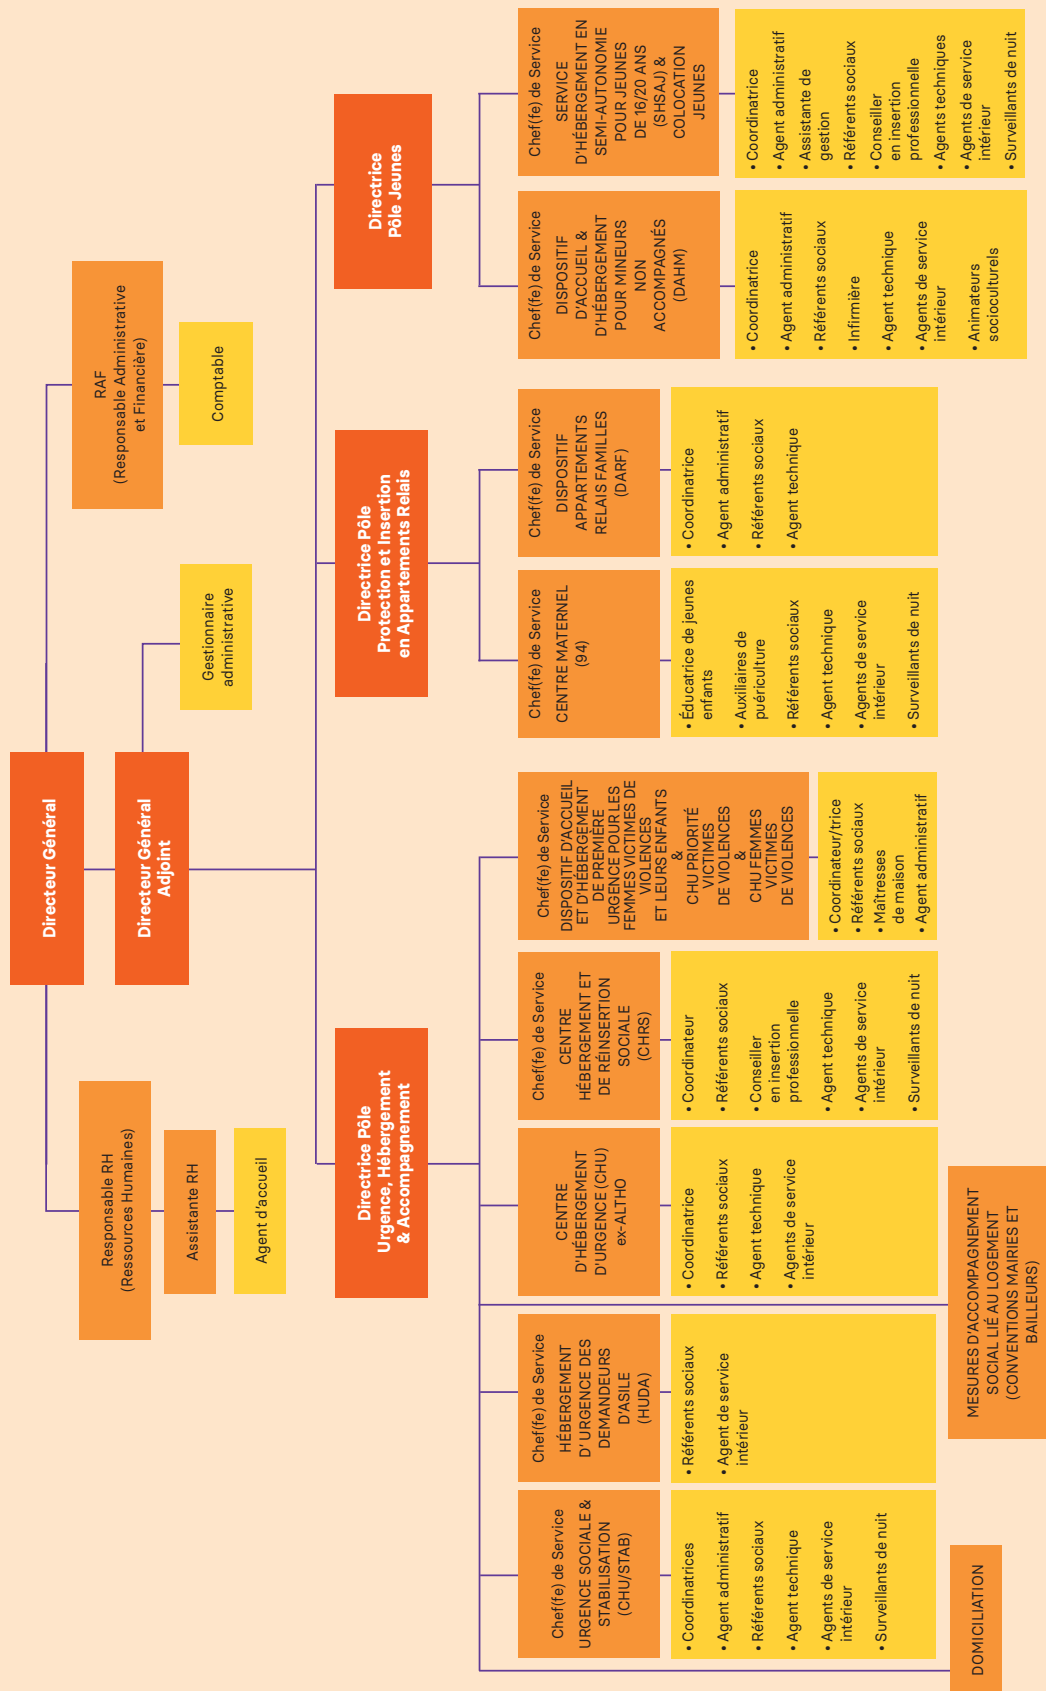 Directeur Général
Directeur Général
Adjoint
Responsable RH
(Ressources Humaines)
Assistante RH
Agent d'accueil
Gestionnaire
administrative
RAF
(Responsable Administrative
et Financière)
Comptable
Directrice Pôle
Urgence, Hébergement
& Accompagnement
Directrice Pôle
Protection et Insertion
en Appartements Relais
Directrice
Pôle Jeunes
Chef(fe) de Service
URGENCE SOCIALE &
STABILISATION
(CHU/STAB)
• Coordinatrices
• Agent administratif
• Référents sociaux
• Agent technique
• Agents de service
intérieur
• Surveillants de nuit
Chef(fe) de Service
HÉBERGEMENT
D' URGENCE DES
DEMANDEURS
D'ASILE
(HUDA)
• Référents sociaux
• Agent de service
intérieur
CENTRE
D'HÉBERGEMENT
D'URGENCE (CHU)
ex-ALTHO
• Coordinatrice
• Référents sociaux
• Agent technique
• Agents de service
intérieur
Chef(fe) de Service
CENTRE
HÉBERGEMENT ET
DE RÉINSERTION
SOCIALE
(CHRS)
• Coordinateur
• Référents sociaux
• Conseiller
en insertion
professionnelle
• Agent technique
• Agents de service
intérieur
• Surveillants de nuit
Chef(fe) de Service
DISPOSITIF D'ACCUEIL
ET D'HÉBERGEMENT
DE PREMIÈRE
URGENCE POUR LES
FEMMES VICTIMES DE
VIOLENCES
ET LEURS ENFANTS
&
CHU PRIORITÉ
VICTIMES
DE VIOLENCES
&
CHU FEMMES
VICTIMES
DE VIOLENCES
• Coordinateur/trice
• Référents sociaux
• Maîtresses
de maison
• Agent administratif
Chef(fe) de Service
CENTRE MATERNEL
(94)
• Éducatrice de jeunes
enfants
• Auxiliaires de
puériculture
• Référents sociaux
• Agent technique
• Agents de service
intérieur
• Surveillants de nuit
Chef(fe) de Service
DISPOSITIF
APPARTEMENTS
RELAIS FAMILLES
(DARF)
• Coordinatrice
• Agent administratif
• Référents sociaux
• Agent technique
Chef(fe) de Service
DISPOSITIF
D'ACCUEIL &
D'HÉBERGEMENT
POUR MINEURS
NON
ACCOMPAGNÉS
(DAHM)
• Coordinatrice
• Agent administratif
• Référents sociaux
• Infirmière
• Agent technique
• Agents de service
intérieur
• Animateurs
socioculturels
Chef(fe) de Service
SERVICE
D'HÉBERGEMENT EN
SEMI-AUTONOMIE
POUR JEUNES
DE 16/20 ANS
(SHSAJ) &
COLOCATION
JEUNES
• Coordinatrice
• Agent administratif
• Assistante de
gestion
• Référents sociaux
• Conseiller
en insertion
professionnelle
• Agents techniques
• Agents de service
intérieur
• Surveillants de nuit
DOMICILIATION
MESURES D'ACCOMPAGNEMENT
SOCIAL LIÉ AU LOGEMENT
(CONVENTIONS MAIRIES ET
BAILLEURS)